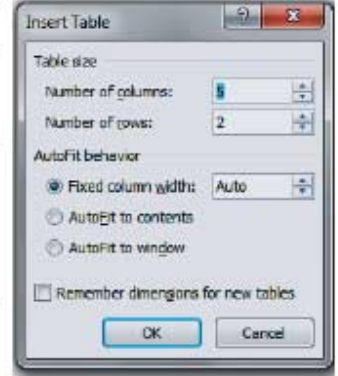 Insert Table
Table size
Number of columns: 5
Number of rows: 2
AutoFit behavior
Fixed column width: Auto
AutoFit to contents
AutoFit to window
Remember dimensions for new tables
OK Cancel